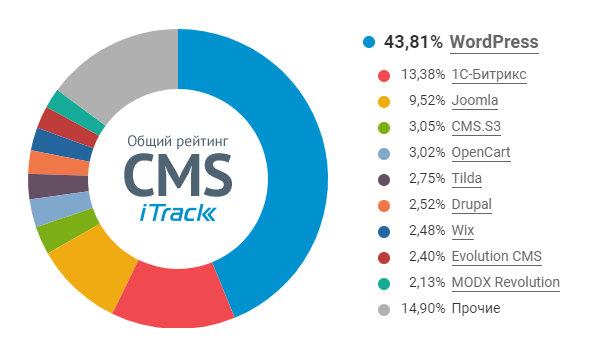 Общий рейтинг
CMS
iTrack
43,81% WordPress
13,38% 1С-Битрикс
9,52% Joomla
3,05% CMS.S3
3,02% OpenCart
2,75% Tilda
2,52% Drupal
2,48% Wix
2,40% Evolution CMS
2,13% MODX Revolution
14,90% Прочие